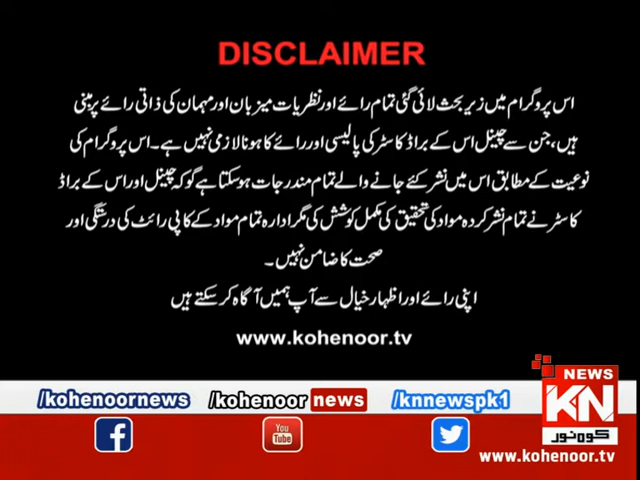 DISCLAIMER
اس پروگرام میں زیرِ بحث لائی گئی تمام رائے اور نظریات میزبان اور مہمان کی ذاتی رائے پر مبنی
ہیں، جن سے چینل اس کے براڈ کاسٹر کی پالیسی اور رائے کا ہونا لازمی نہیں ہے۔ اس پروگرام کی
نوعیت کے مطابق اس میں نشر کئے جانے والے تمام مندرجات ہوسکتا ہے گو کہ چینل اور اس کے براڈ
کاسٹر نے تمام نشر کردہ مواد کی تحقیق کی مکمل کوشش کی مگر ادارہ تمام مواد کے کاپی رائٹ کی درستگی اور
صحت کا ضامن نہیں۔
اپنی رائے اور اظہار خیال سے آپ ہمیں آگاہ کر سکتے ہیں
www.kohenoor.tv
/kohenoornews /kohenoor news /knnewspk1
You
Tube
NEWS
KN
کوہ نور
www.kohenoor.tv